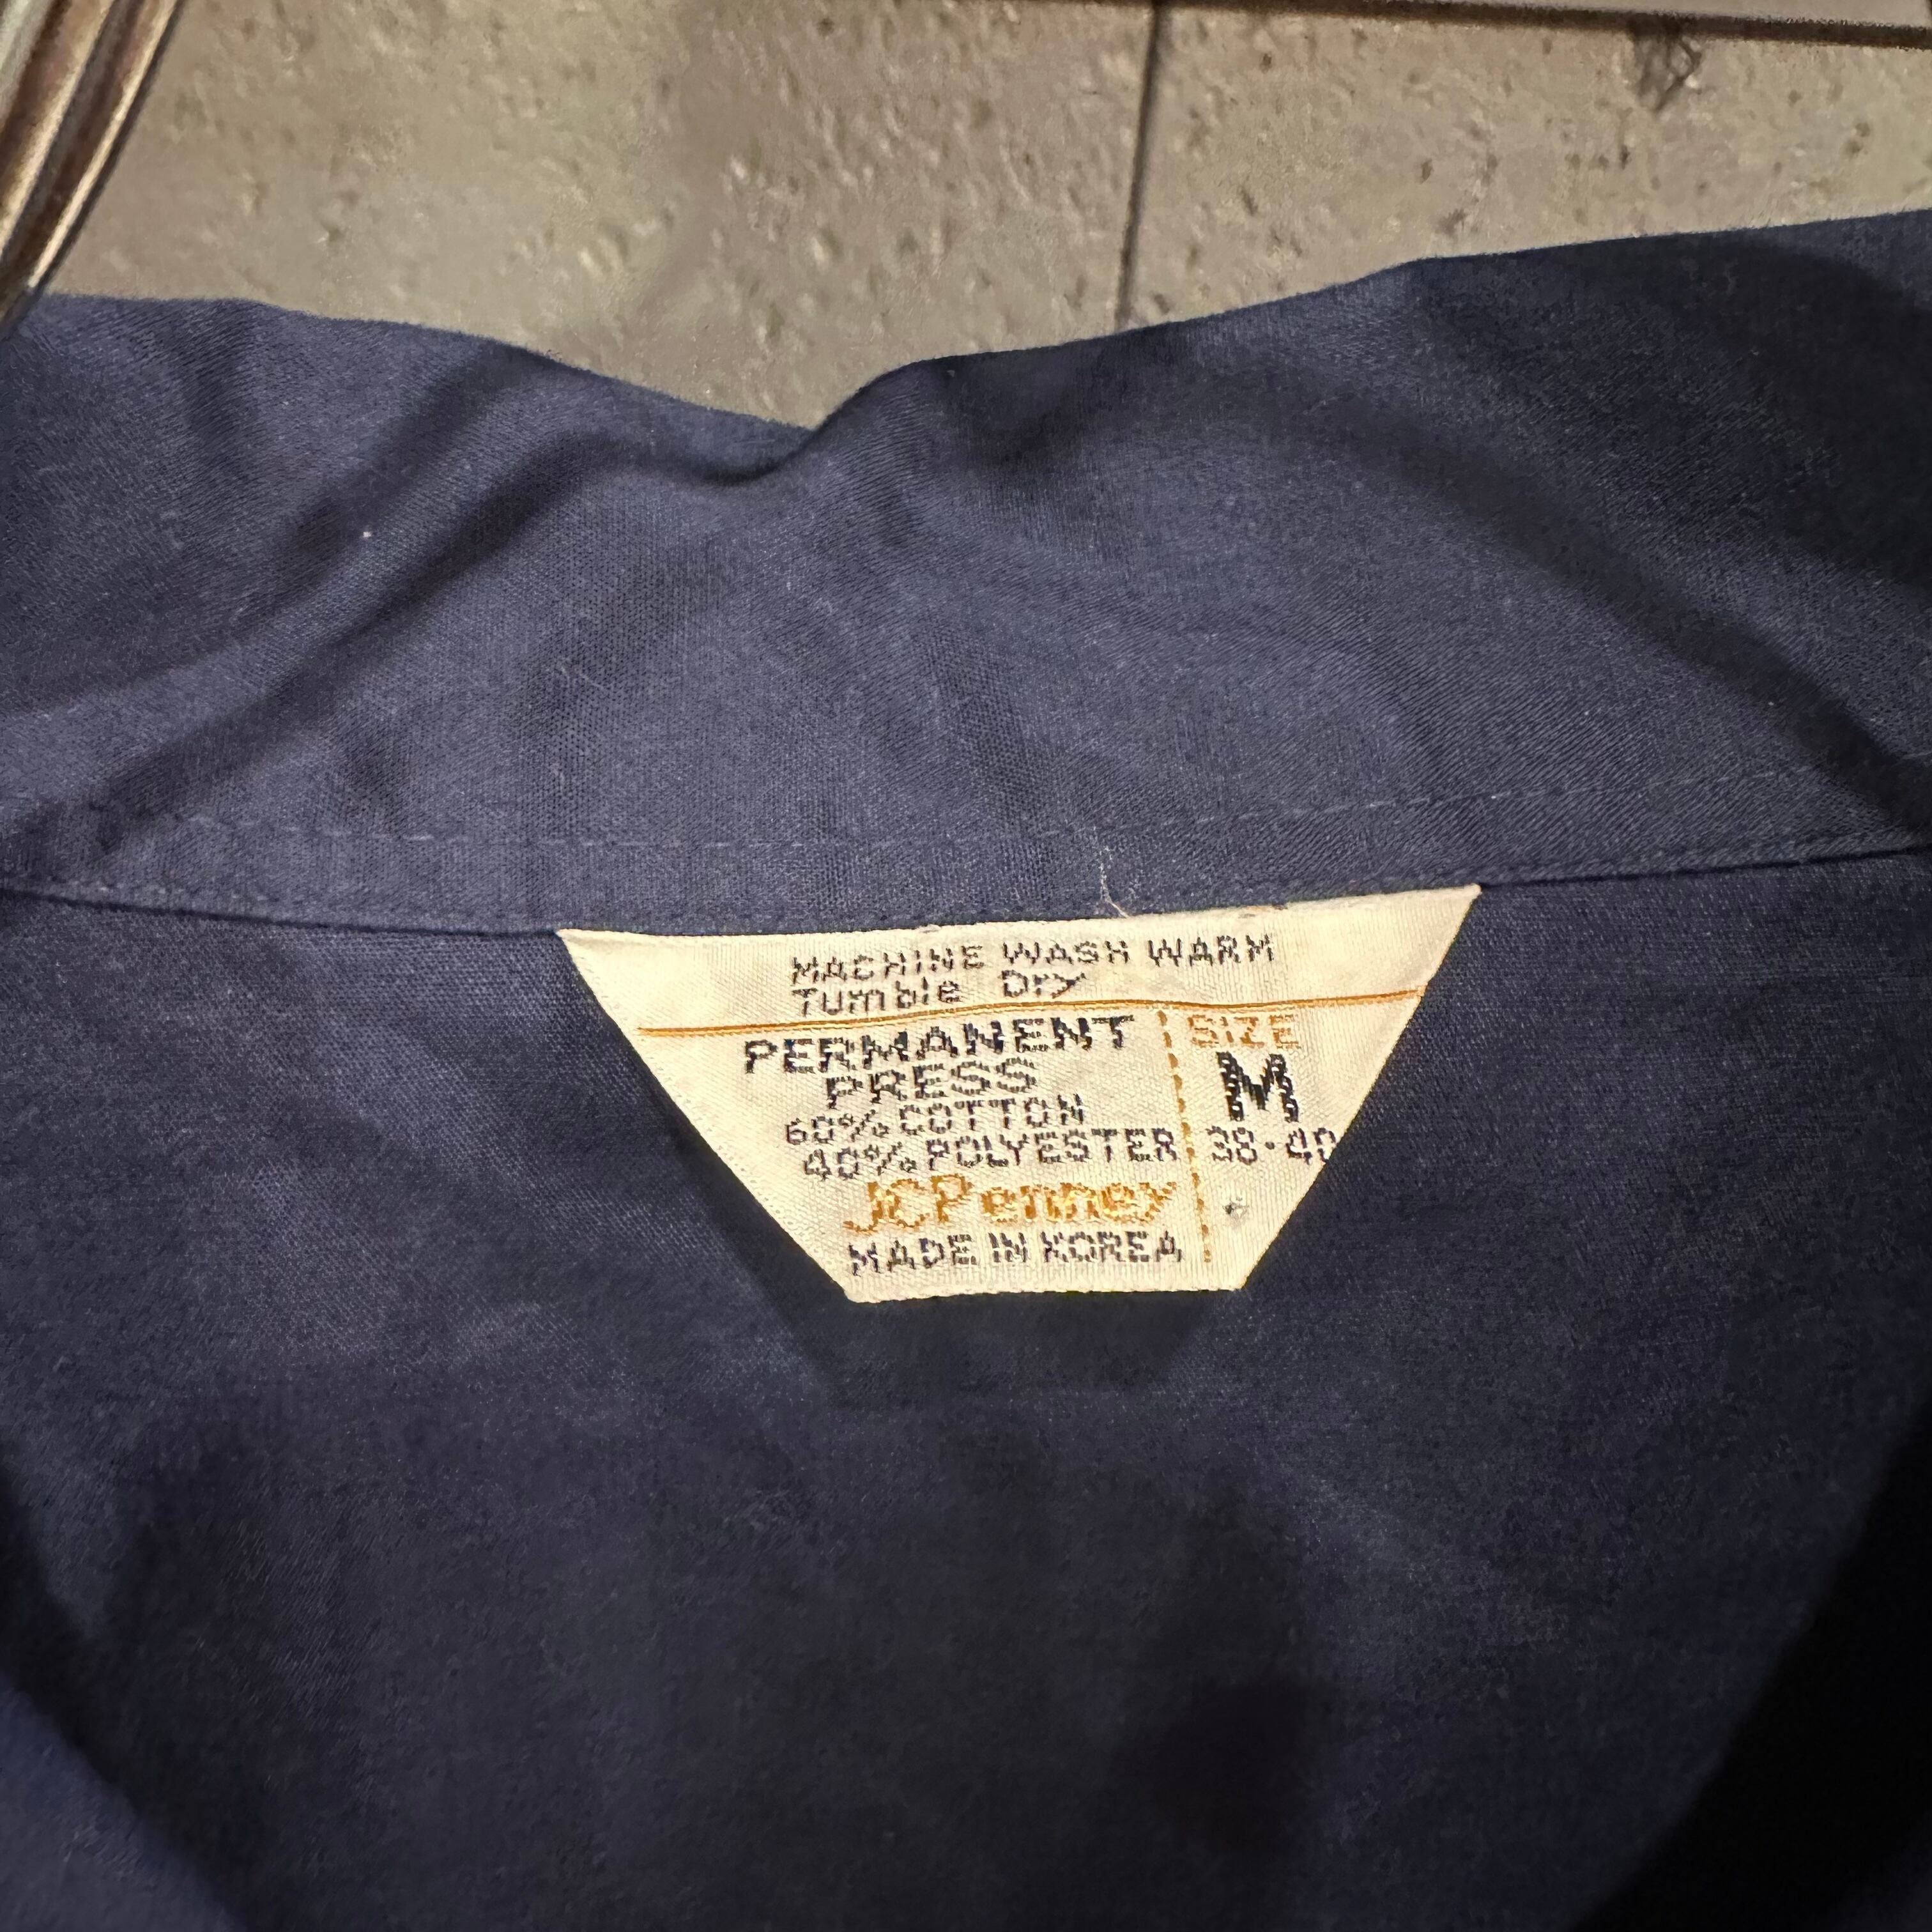 MACHINE WASH WARM
Tumble Dry
PERMANENT
PRESS
60% COTTON
40% POLYESTER
JCPenney
MADE IN KOREA
SIZE
M
38·40